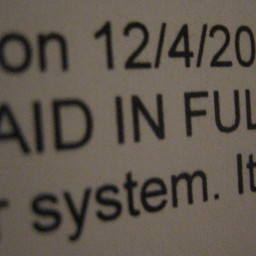 on 12/4/20
AID IN FUL
r system. It